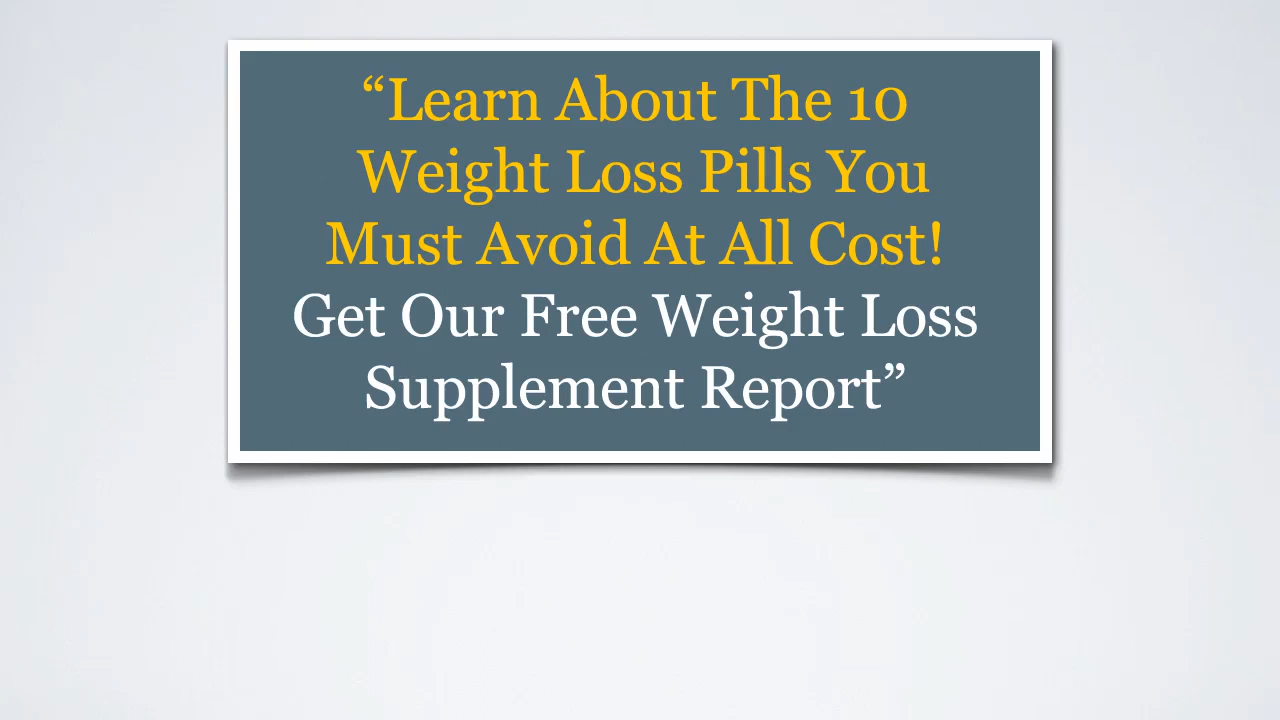 “Learn About The 10
Weight Loss Pills You
Must Avoid At All Cost!
Get Our Free Weight Loss
Supplement Report”